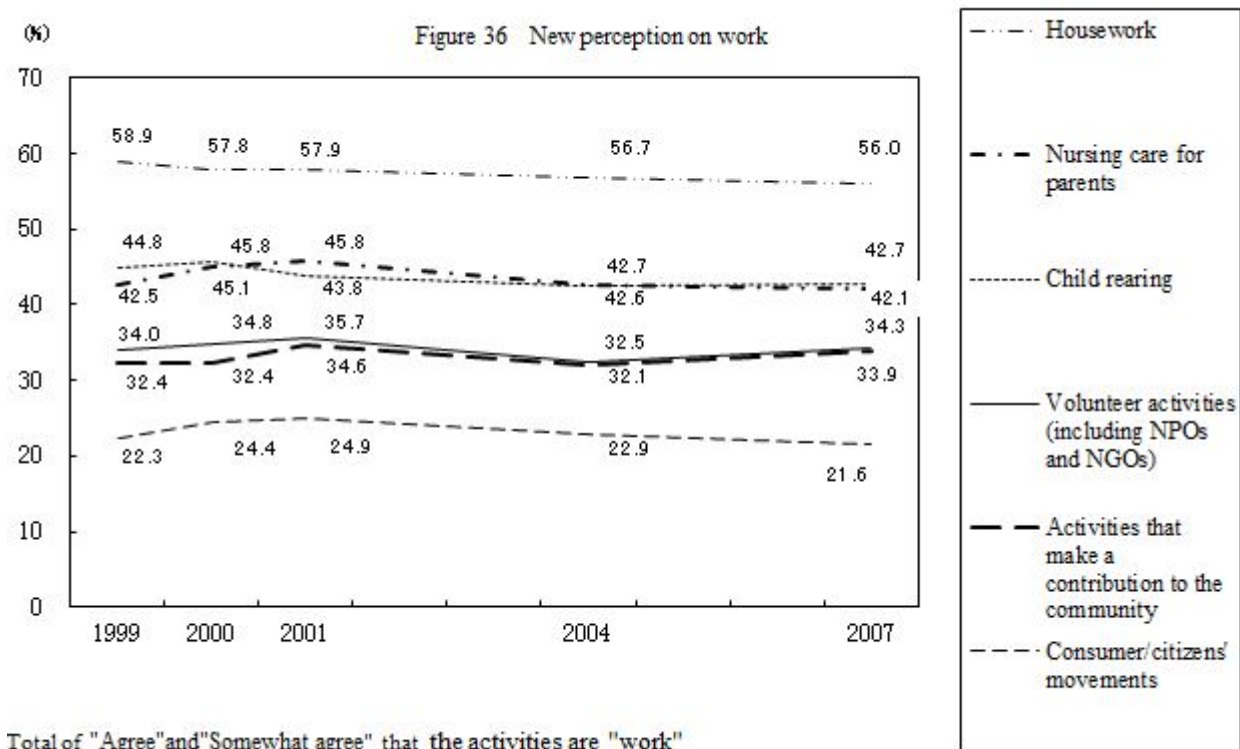 (%)
Figure 36 New perception on work
70
60
50
40
30
20
10
0
58.9 57.8 57.9 56.7 56.0
44.8 45.8 45.8 42.7 42.7
42.5 45.1 43.8 42.6 42.1
34.0 34.8 35.7 32.5 34.3
32.4 32.4 34.6 32.1 33.9
22.3 24.4 24.9 22.9 21.6
1999 2000 2001 2004 2007
Housework
Nursing care for
parents
Child rearing
Volunteer activities
(including NPOs
and NGOs)
Activities that
make a
contribution to the
community
Consumer/citizens'
movements
Total of "Agree"and"Somewhat agree" that the activities are "work"